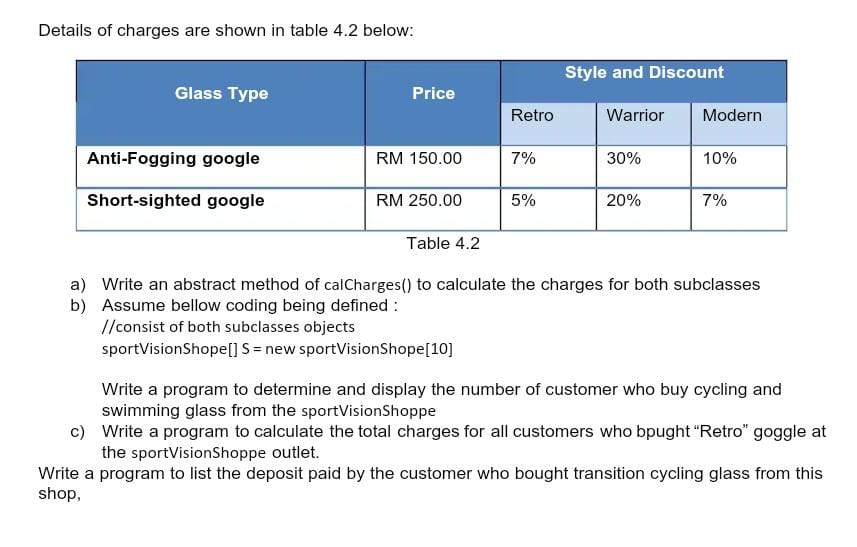 Details of charges are shown in table 4.2 below:
Glass Type Price Style and Discount
Retro Warrior Modern
Anti-Fogging google RM 150.00 7% 30% 10%
Short-sighted google RM 250.00 5% 20% 7%
Table 4.2
a) Write an abstract method of calCharges() to calculate the charges for both subclasses
b) Assume bellow coding being defined :
//consist of both subclasses objects
sportVisionShope[] S = new sportVisionShope[10]
Write a program to determine and display the number of customer who buy cycling and
swimming glass from the sportVisionShoppe
c) Write a program to calculate the total charges for all customers who bpught “Retro” goggle at
the sportVisionShoppe outlet.
Write a program to list the deposit paid by the customer who bought transition cycling glass from this
shop,